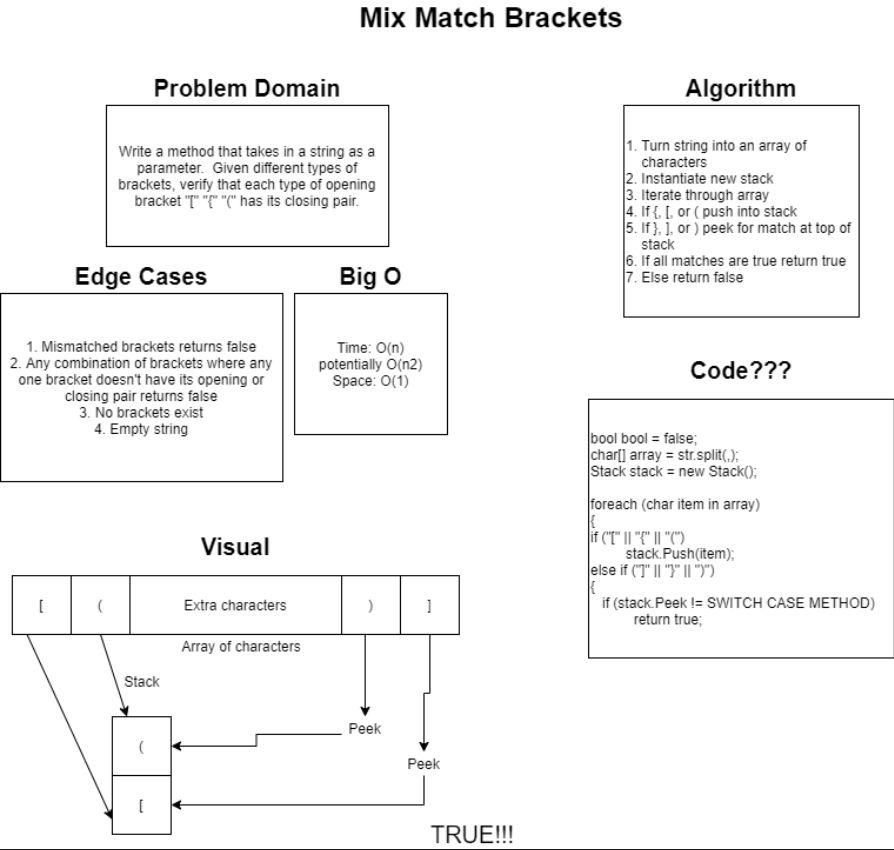 Mix Match Brackets
Problem Domain
Write a method that takes in a string as a
parameter.  Given different types of
brackets, verify that each type of opening
bracket "[" "{" "(" has its closing pair.
Edge Cases
1. Mismatched brackets returns false
2. Any combination of brackets where any
one bracket doesn't have its opening or
closing pair returns false
3. No brackets exist
4. Empty string
Big O
Time: O(n)
potentially O(n2)
Space: O(1)
Algorithm
1. Turn string into an array of
characters
2. Instantiate new stack
3. Iterate through array
4. If {, [, or ( push into stack
5. If }, ], or ) peek for match at top of
stack
6. If all matches are true return true
7. Else return false
Code???
bool bool = false;
char[] array = str.split(,);
Stack stack = new Stack();
foreach (char item in array)
{
if ("[" || "{" || "(")
stack.Push(item);
else if ("]" || "}" || ")")
{
if (stack.Peek != SWITCH CASE METHOD)
return true;
Visual
[ ( Extra characters ) ]
Array of characters
Stack
Peek
(
Peek
[
TRUE!!!